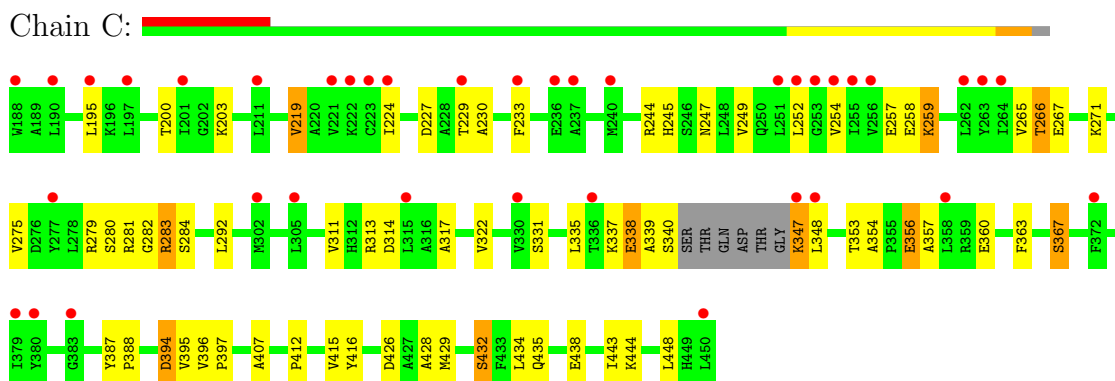 Chain C:
W188 A189 L190 L195 K196 L197 T200 I201 G202 K203 L211 V219 A220 V221 K222 C223 I224 D227 A228 T229 A230 F233 E236 A237 M240 R244 H245 S246 N247 L248 V249 Q250 L251 L252 G253 V254 I255 V256 E257 E258 K259 L262 Y263 I264 V265 T266 E267 K271
V275 D276 Y277 L278 R279 S280 R281 G282 R283 S284 L292 M302 L305 V311 H312 R313 D314 L315 A316 A317 V322 V330 S331 L335 T336 K337 E338 A339 S340 SER THR GLN ASP THR GLY K347 L348 T353 A354 P355 E356 A357 L358 R359 E360 F363 S367 F372
I379 Y380 G383 Y387 P388 D394 V395 V396 P397 A407 P412 V415 Y416 D426 A427 A428 M429 S432 F433 L434 Q435 E438 I443 K444 L448 H449 L450